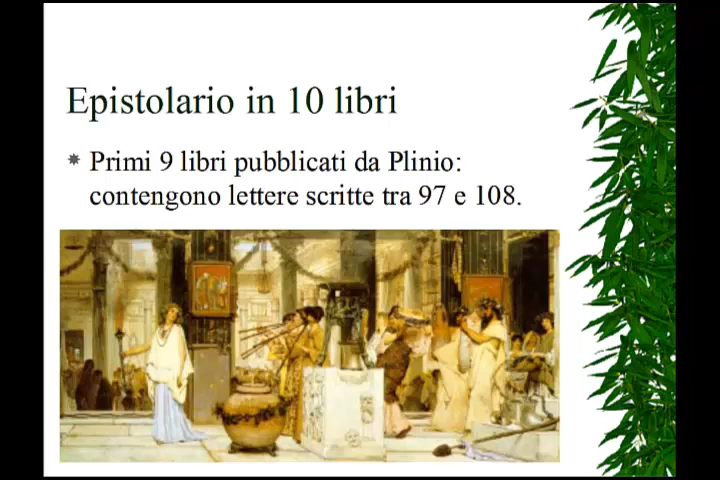 Epistolario in 10 libri
Primi 9 libri pubblicati da Plinio:
contengono lettere scritte tra 97 e 108.